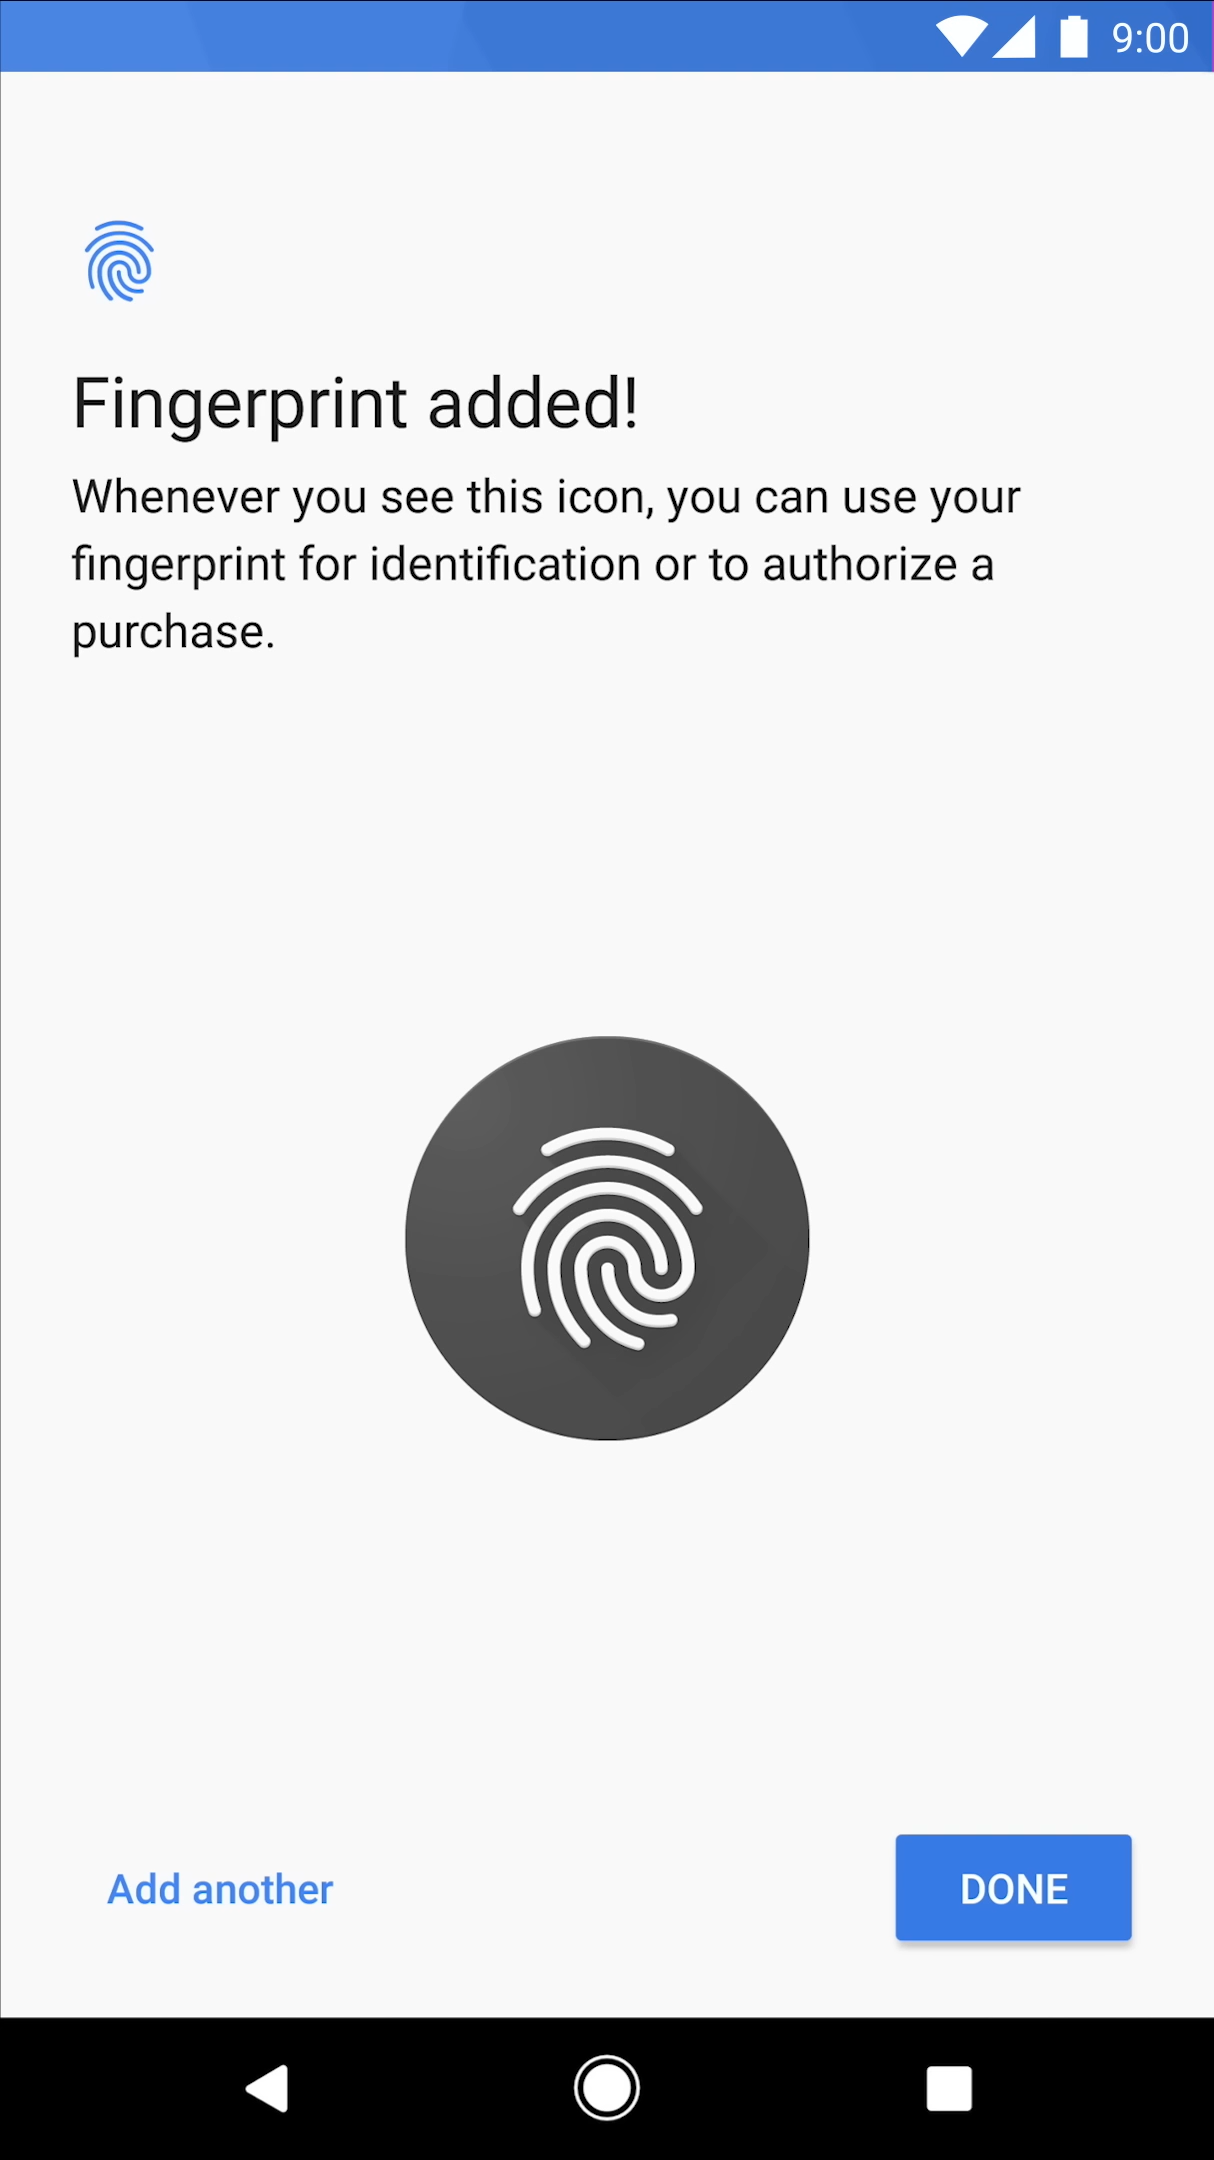 9:00
Fingerprint added!
Whenever you see this icon, you can use your
fingerprint for identification or to authorize a
purchase.
Add another
DONE